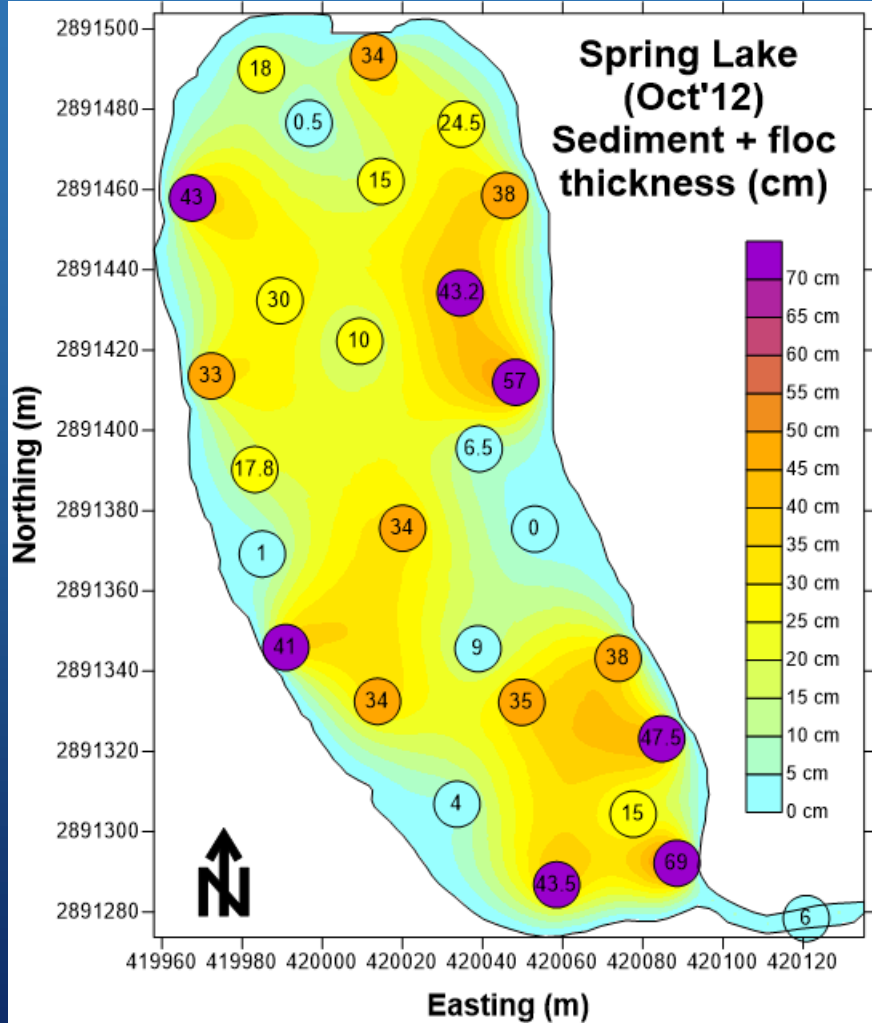 Spring Lake
(Oct'12)
Sediment + floc
thickness (cm)
Northing (m)
2891500
2891480
2891460
2891440
2891420
2891400
2891380
2891360
2891340
2891320
2891300
2891280
34
18
0.5
24.5
15
43
38
43.2
30
10
33
57
6.5
17.8
34
0
1
41
9
38
34
35
47.5
4
15
69
43.5
6
70 cm
65 cm
60 cm
55 cm
50 cm
45 cm
40 cm
35 cm
30 cm
25 cm
20 cm
15 cm
10 cm
5 cm
0 cm
N
419960 419980 420000 420020 420040 420060 420080 420100 420120
Easting (m)